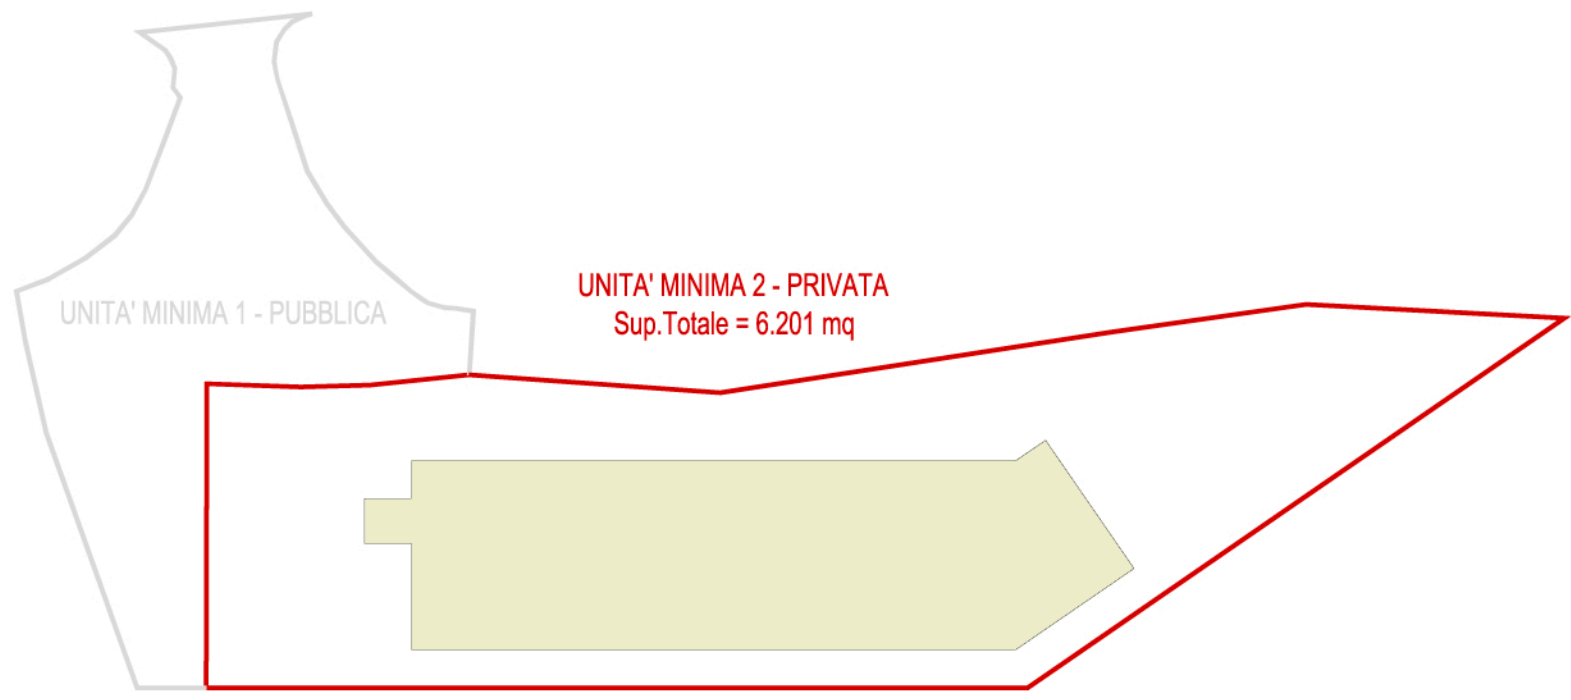 UNITA' MINIMA 2 - PRIVATA
Sup.Totale = 6.201 mq
UNITA' MINIMA 1 - PUBBLICA